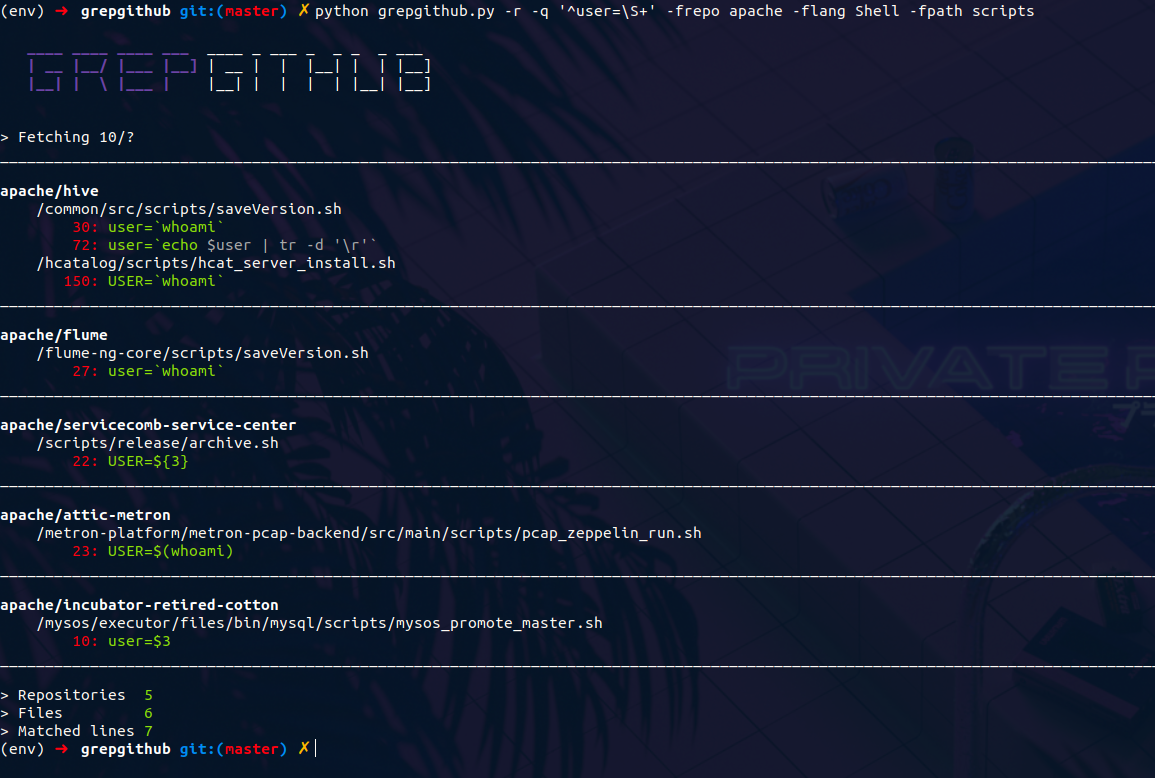 (env) → grepgithub git:(master) ✗ python grepgithub.py -r -q '^user=\S+' -frepo apache -flang Shell -fpath scripts
GREPGITHUB
> Fetching 10/?
apache/hive
/common/src/scripts/saveVersion.sh
30: user=`whoami`
72: user=`echo $user | tr -d '\r'`
/hcatalog/scripts/hcat_server_install.sh
150: USER=`whoami`
apache/flume
/flume-ng-core/scripts/saveVersion.sh
27: user=`whoami`
PRIVATE
apache/servicecomb-service-center
/scripts/release/archive.sh
22: USER=${3}
apache/attic-metron
/metron-platform/metron-pcap-backend/src/main/scripts/pcap_zeppelin_run.sh
23: USER=$(whoami)
apache/incubator-retired-cotton
/mysos/executor/files/bin/mysql/scripts/mysos_promote_master.sh
10: user=$3
> Repositories 5
> Files 6
> Matched lines 7
(env) → grepgithub git:(master) ✗